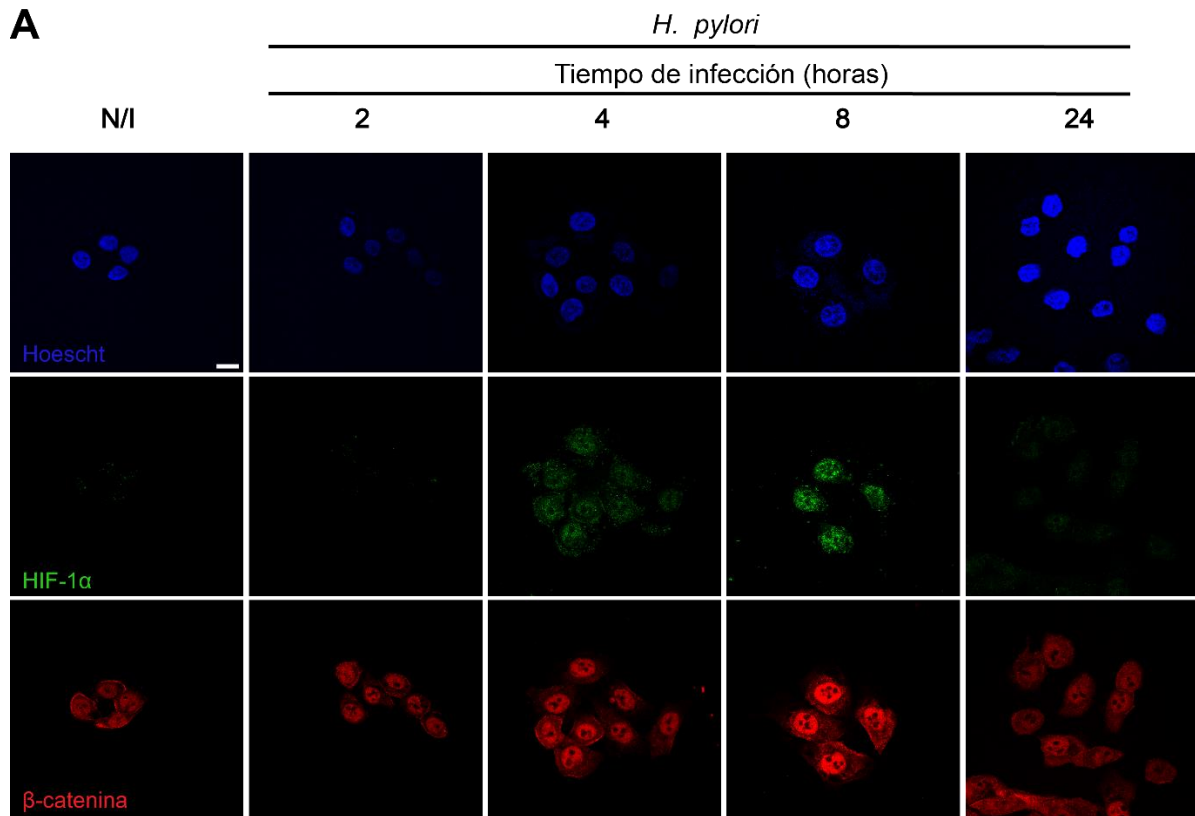 A
H. pylori
Tiempo de infección (horas)
N/I 2 4 8 24
Hoescht
HIF-1α
β-catenina